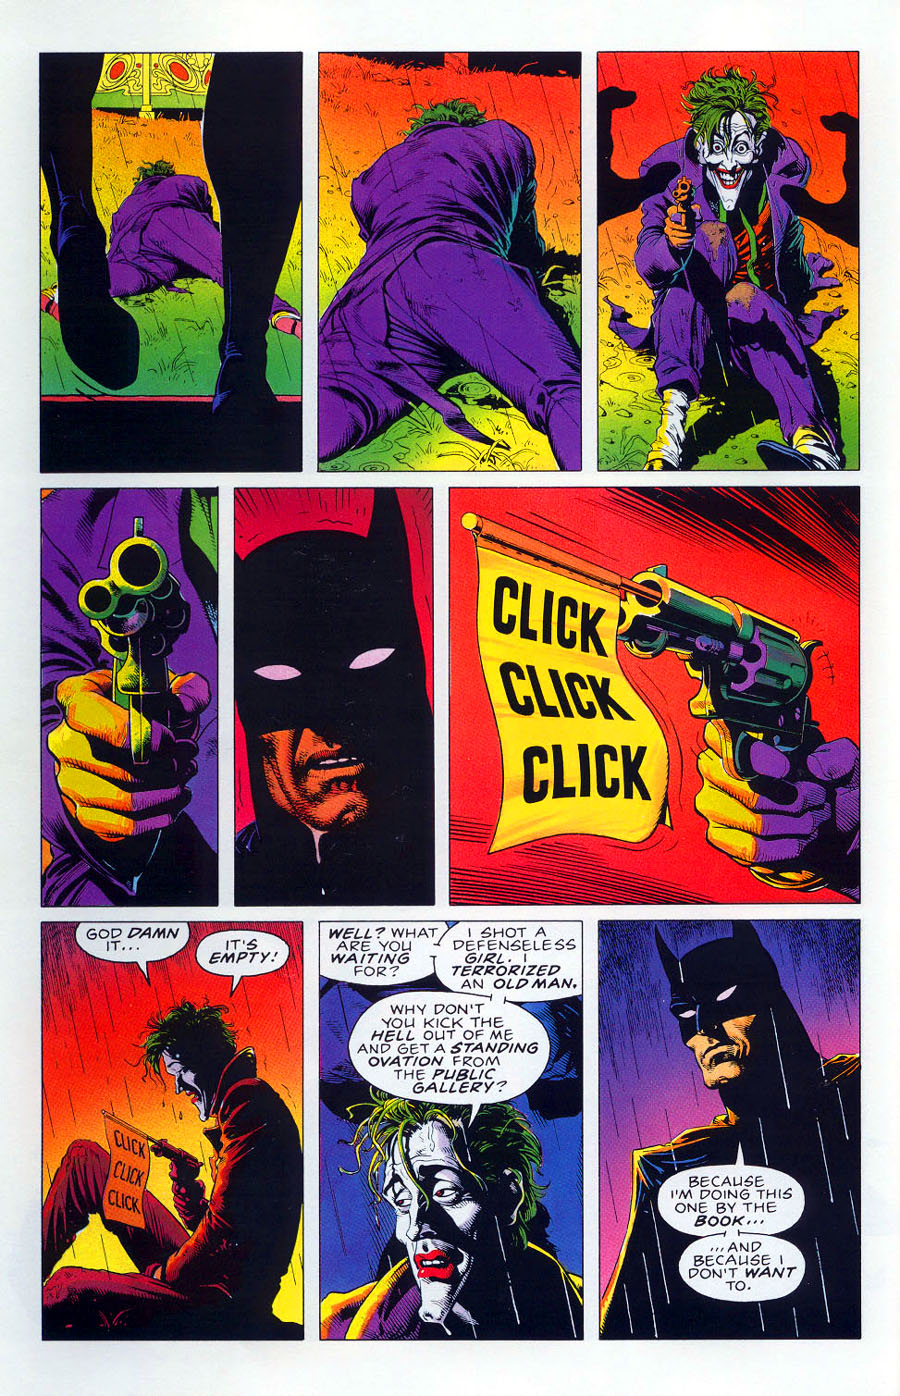 CLICK
CLICK
CLICK
GOD DAMN
IT...
IT'S
EMPTY!
CLICK
CLICK
CLICK
WELL? WHAT
ARE YOU
WAITING
FOR?
I SHOT A
DEFENSELESS
GIRL. I
TERRORIZED
AN OLD MAN.
WHY DON'T
YOU KICK THE
HELL OUT OF ME
AND GET A STANDING
OVATION FROM
THE PUBLIC
GALLERY?
BECAUSE
I'M DOING THIS
ONE BY THE
BOOK...
...AND
BECAUSE I
DON'T WANT
TO.